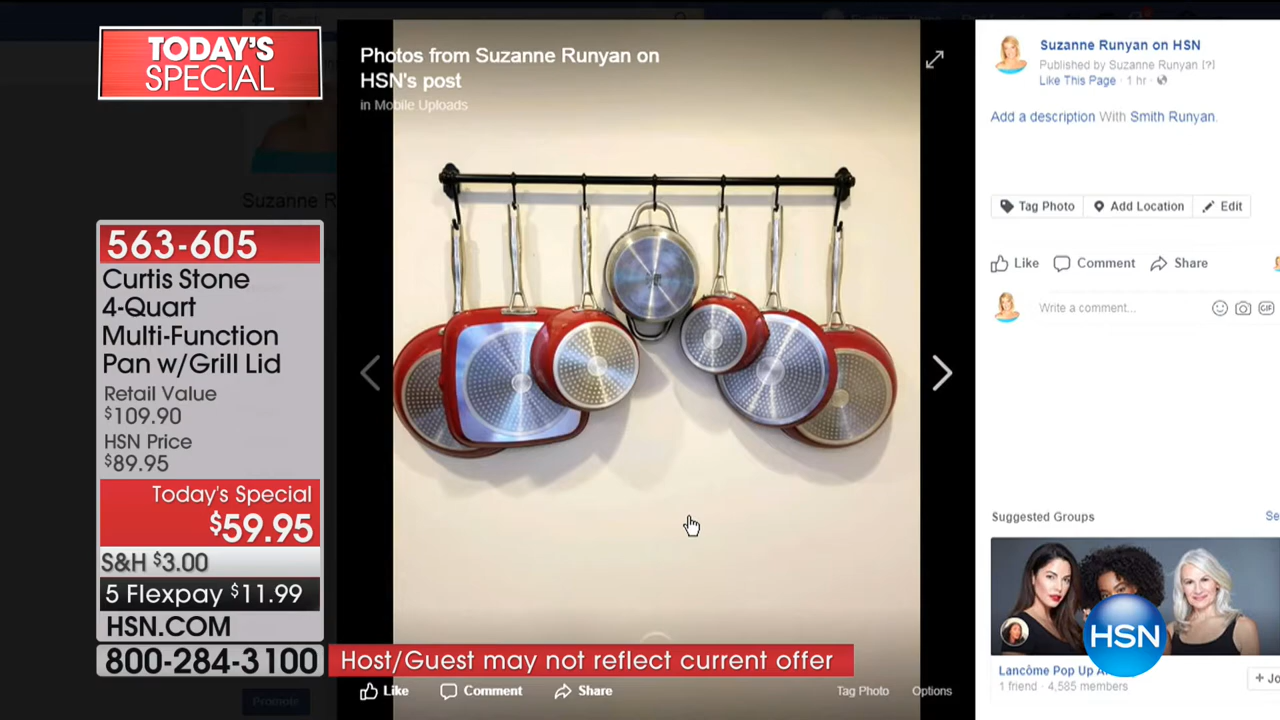 TODAY'S
SPECIAL
563-605
Curtis Stone
4-Quart
Multi-Function
Pan w/Grill Lid
Retail Value
$109.90
HSN Price
$89.95
Today's Special
$59.95
S&H $3.00
5 Flexpay $11.99
HSN.COM
800-284-3100
Host/Guest may not reflect current offer
Suzanne R
Promote
Photos from Suzanne Runyan on
HSN's post
in Mobile Uploads
Like Comment Share
Tag Photo Options
Suzanne Runyan on HSN
Published by Suzanne Runyan [?]
Like This Page · 1 hr ·
Add a description With Smith Runyan.
Tag Photo Add Location Edit
Like Comment Share
Write a comment...
GIF
Suggested Groups
Se
HSN
Lancôme Pop Up A
1 friend · 4,585 members
+ Jo